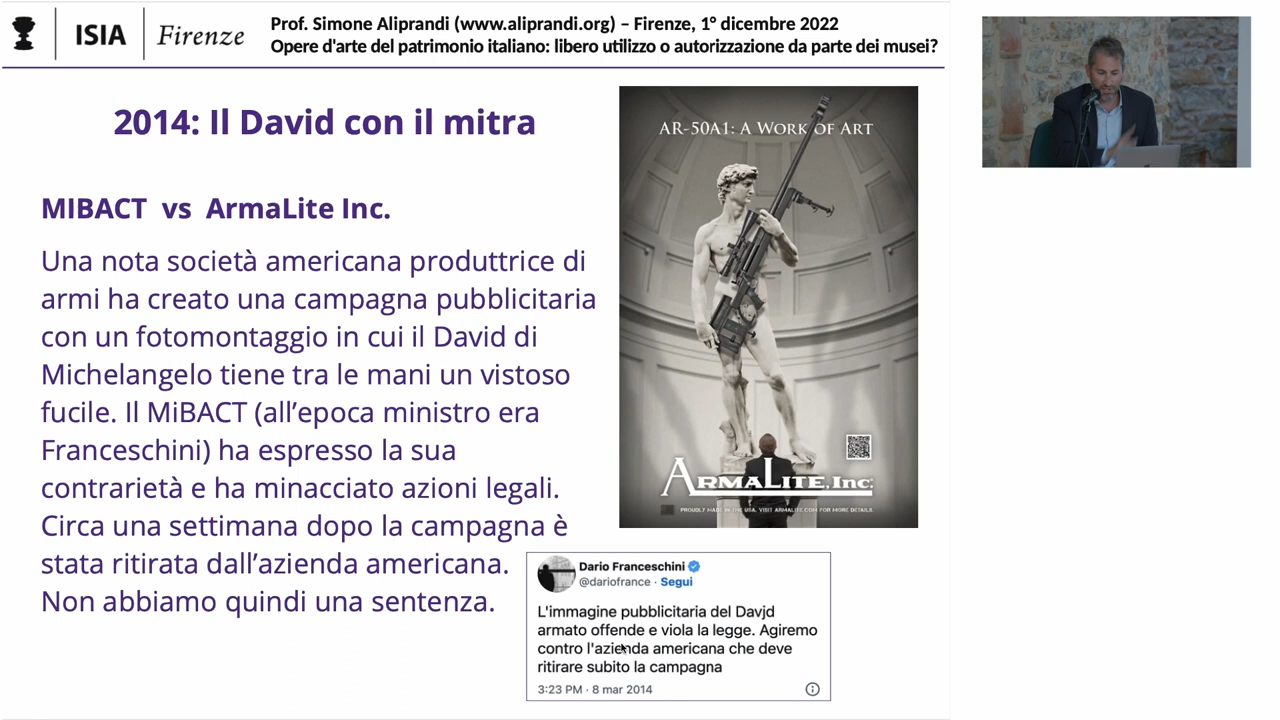 ISIA Firenze
Prof. Simone Aliprandi (www.aliprandi.org) – Firenze, 1° dicembre 2022
Opere d'arte del patrimonio italiano: libero utilizzo o autorizzazione da parte dei musei?
2014: Il David con il mitra
MIBACT vs ArmaLite Inc.
Una nota società americana produttrice di
armi ha creato una campagna pubblicitaria
con un fotomontaggio in cui il David di
Michelangelo tiene tra le mani un vistoso
fucile. Il MiBACT (all’epoca ministro era
Franceschini) ha espresso la sua
contrarietà e ha minacciato azioni legali.
Circa una settimana dopo la campagna è
stata ritirata dall’azienda americana.
Non abbiamo quindi una sentenza.
AR-50A1: A WORK OF ART
ARMALITE, INC.
PROUDLY MADE IN THE USA. VISIT ARMALITE.COM FOR MORE DETAILS.
Dario Franceschini
@dariofrance · Segui
L'immagine pubblicitaria del Davjd
armato offende e viola la legge. Agiremo
contro l'azienda americana che deve
ritirare subito la campagna
3:23 PM · 8 mar 2014